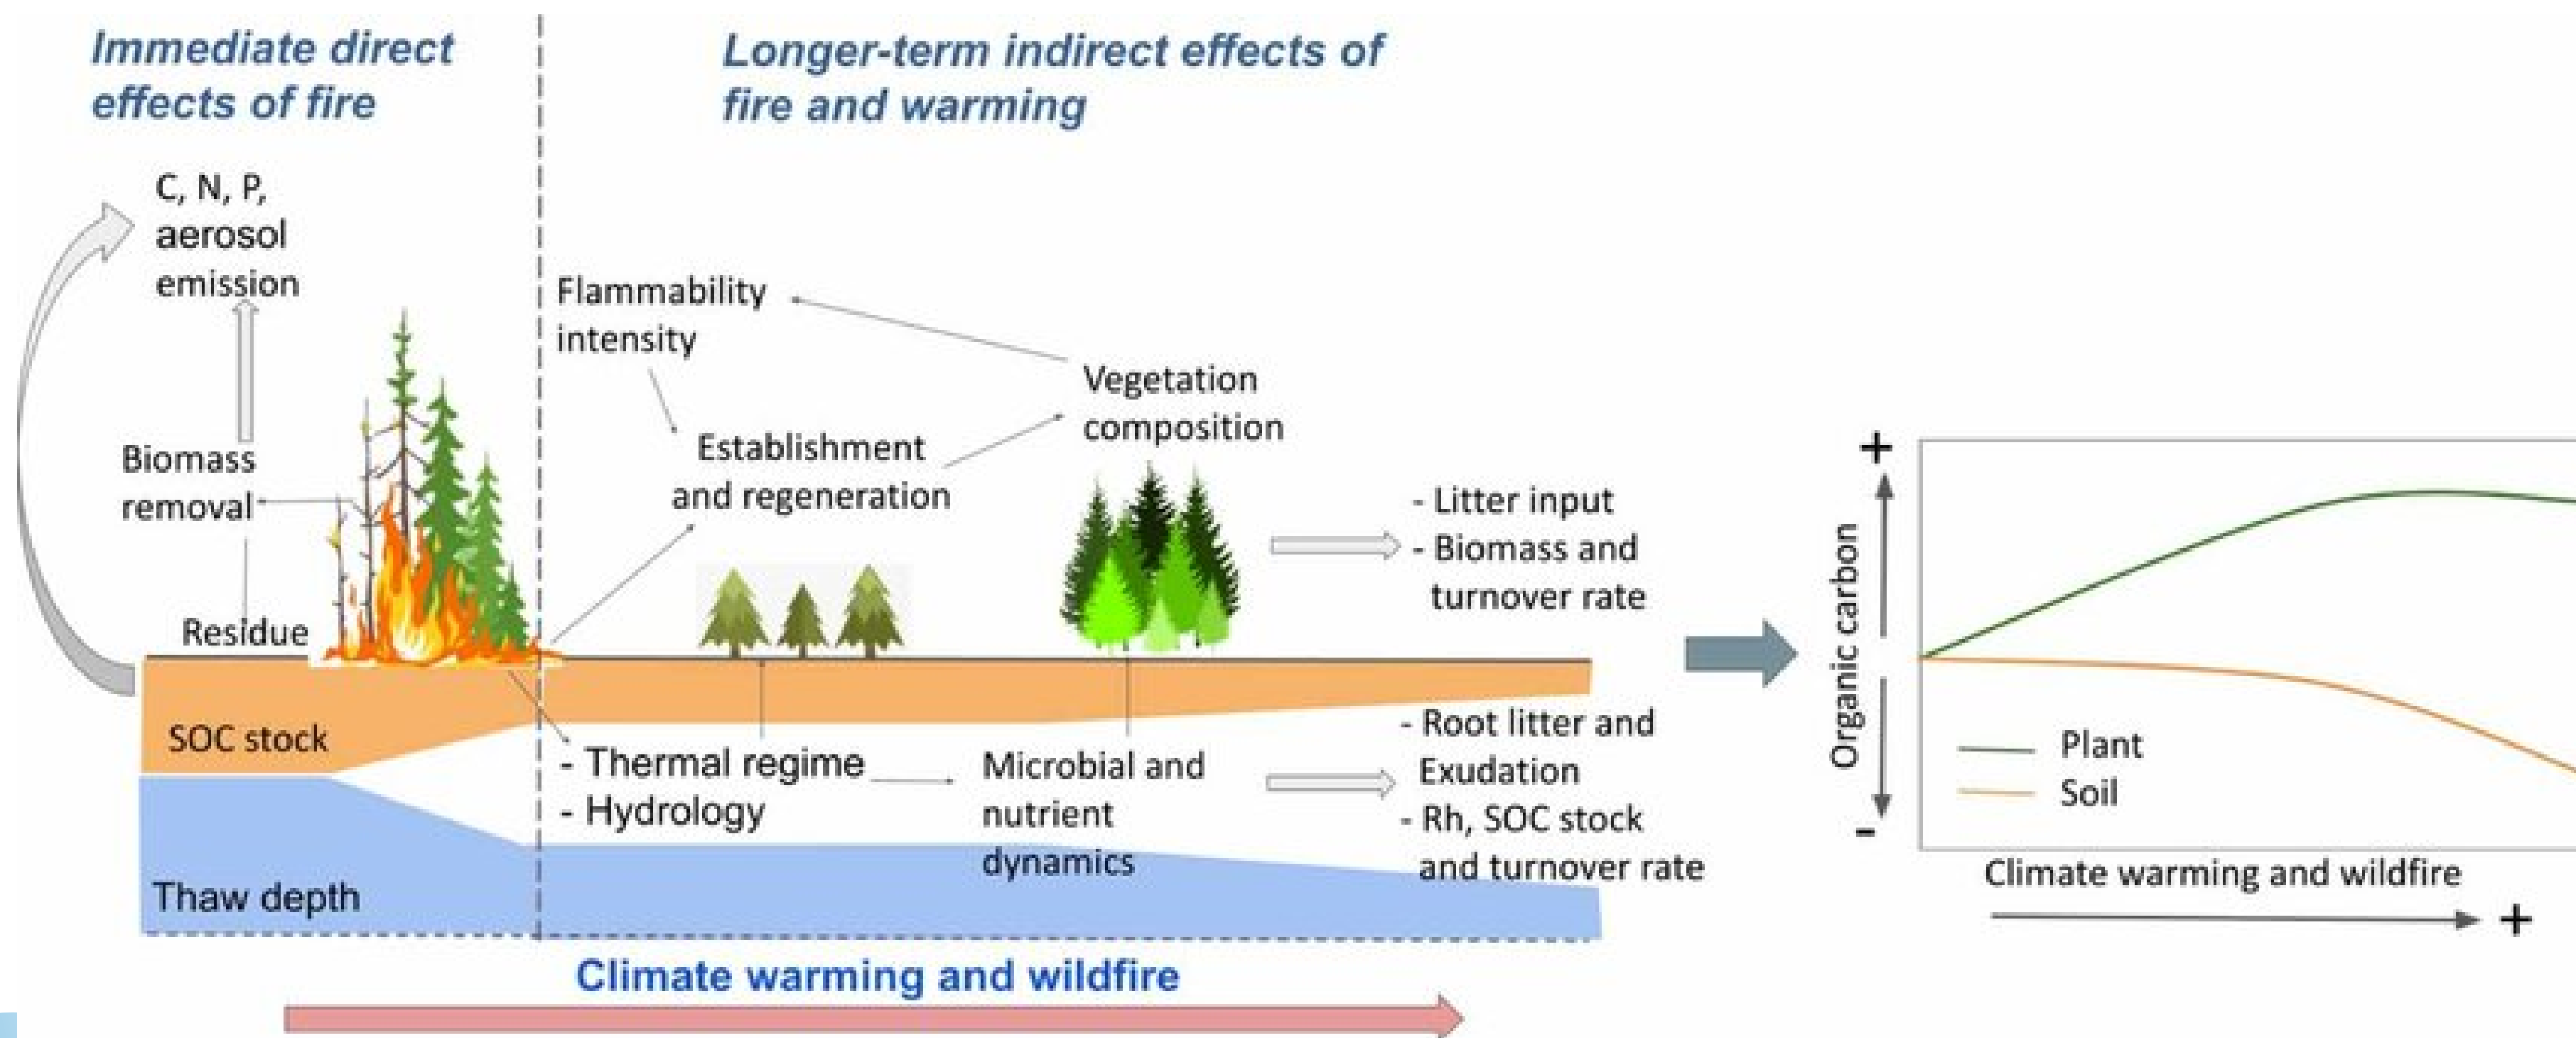 Immediate direct
effects of fire
Longer-term indirect effects of
fire and warming
C, N, P,
aerosol
emission
Biomass
removal
Residue
SOC stock
Thaw depth
Flammability
intensity
Establishment
and regeneration
Vegetation
composition
- Litter input
- Biomass and
turnover rate
- Thermal regime
- Hydrology
Microbial and
nutrient
dynamics
- Root litter and
Exudation
- Rh, SOC stock
and turnover rate
Climate warming and wildfire
+
Organic carbon
-
Plant
Soil
Climate warming and wildfire
+